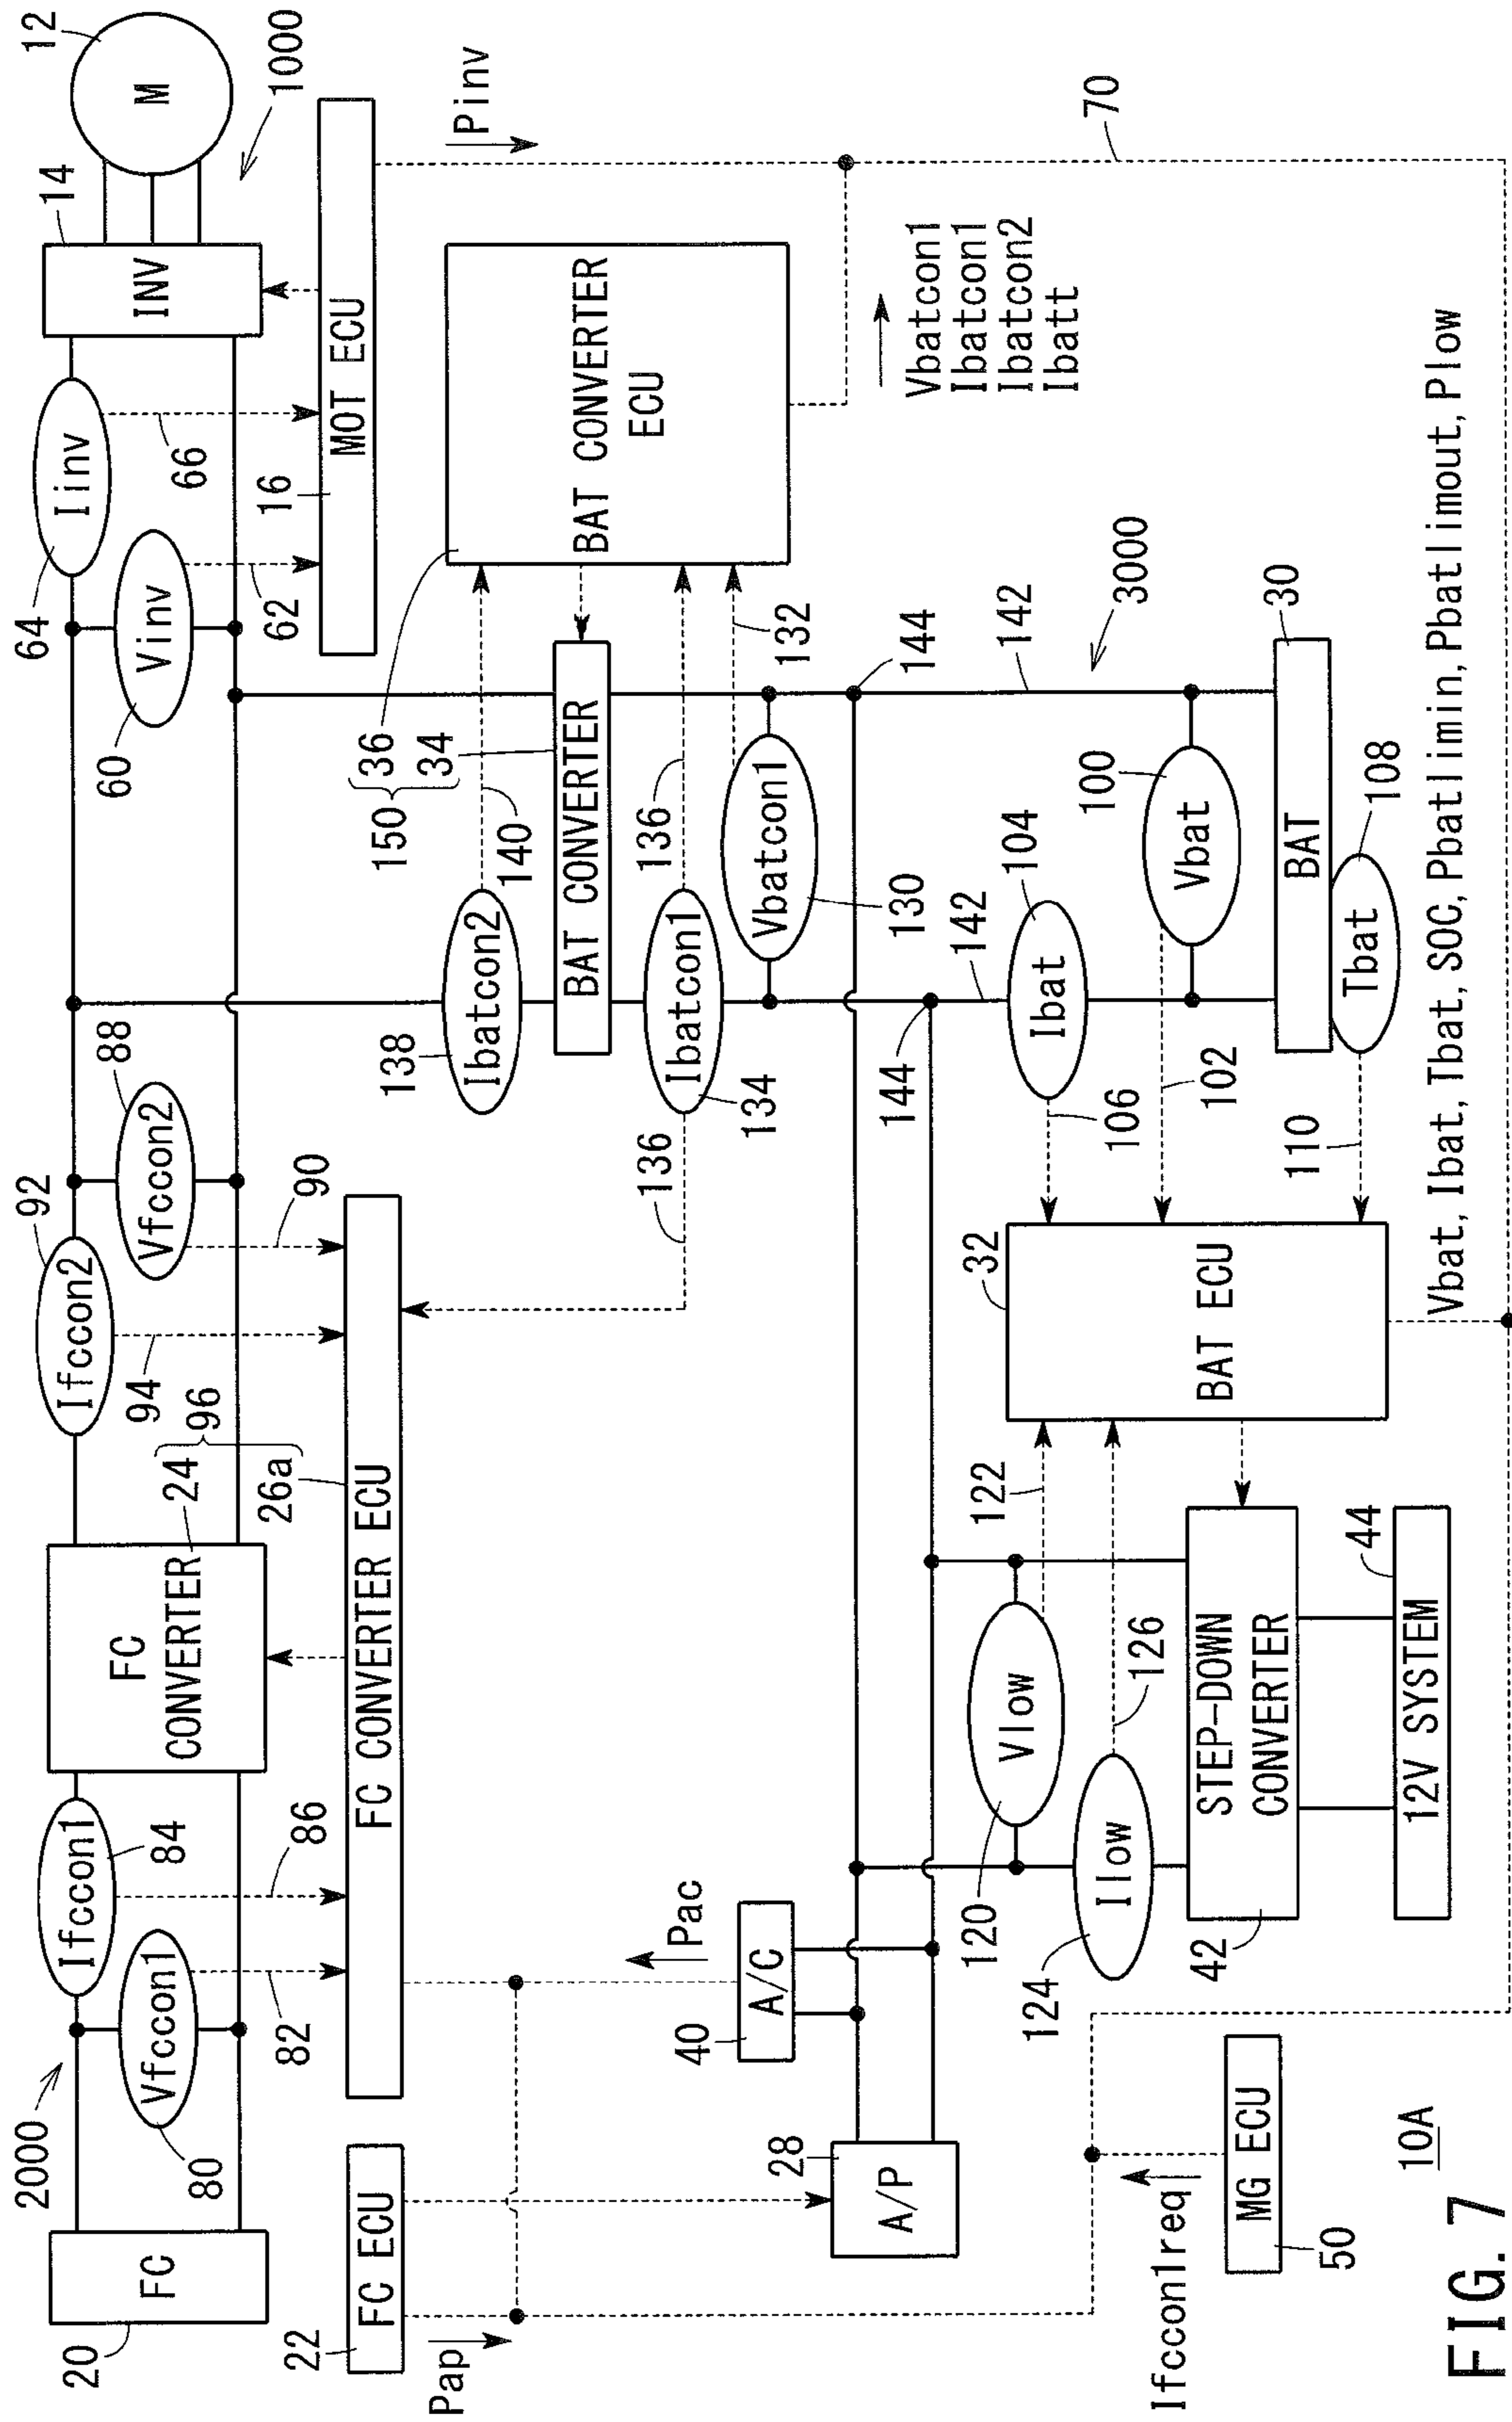 2000
20
FC
80
Vfccon1
82
Ifccon1
84
86
FC
CONVERTER
24
96
26a
94
Ifccon2
92
Vfccon2
88
90
60
Vinv
62
64
Iinv
66
INV
14
M
12
1000
22
FC ECU
FC CONVERTER ECU
16
MOT ECU
Pap
Pac
136
138
Ibatcon2
140
150
36
34
BAT CONVERTER
Ibatcon1
134
136
Vbatcon1
130
132
BAT CONVERTER
ECU
Pinv
40
A/C
28
A/P
144
142
144
142
3000
70
Vbatcon1
Ibatcon1
Ibatcon2
Ibatt
120
Vlow
122
124
Ilow
126
32
BAT ECU
106
Ibat
104
102
Vbat
100
110
STEP-DOWN
CONVERTER
42
12V SYSTEM
44
BAT
30
Tbat
108
Ifccon1req
MG ECU
50
Vbat, Ibat, Tbat, SOC, Pbatlimin, Pbatlimout, Plow
10A
FIG. 7